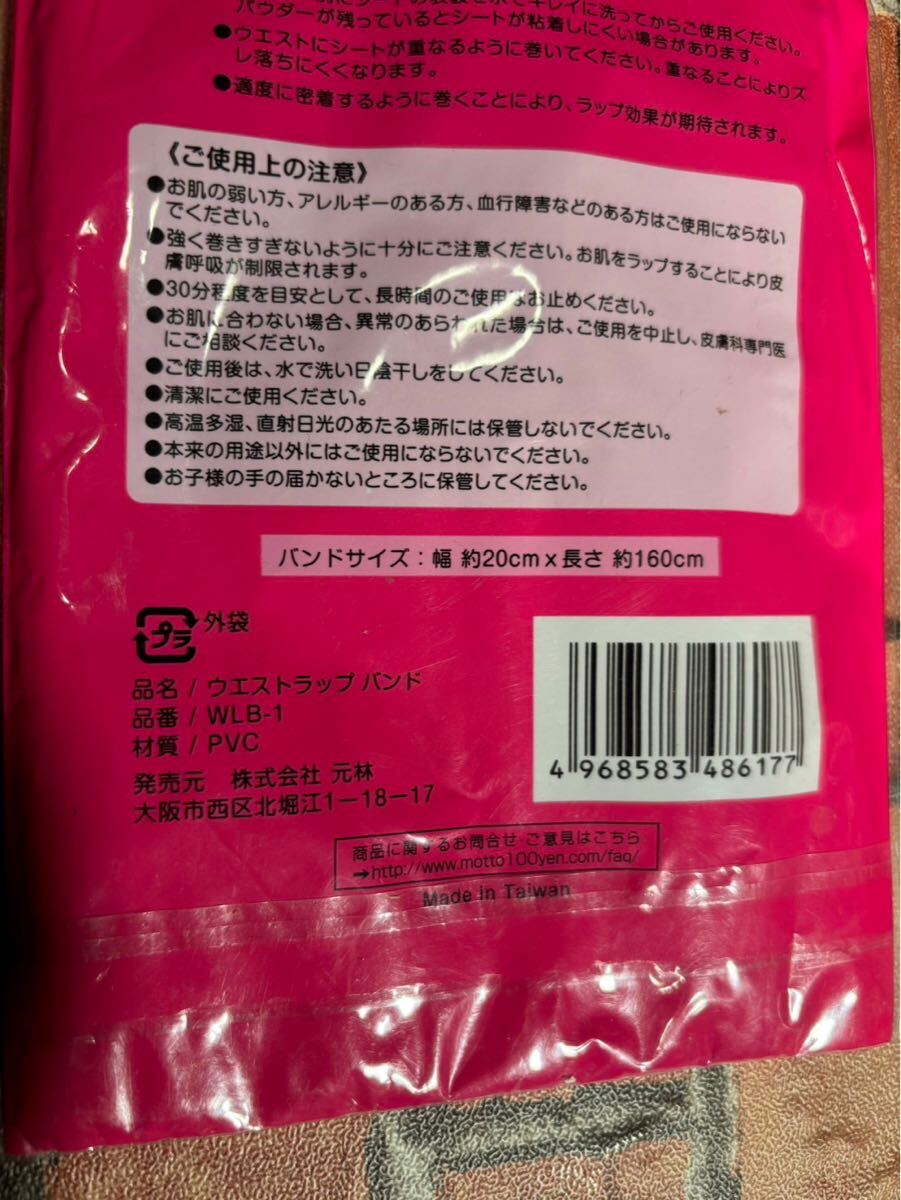 キレイに洗ってからご使用ください。
パウダーが残っているとシートが粘着しにくい場合があります。
●ウエストにシートが重なるように巻いてください。重なることによりズ
レ落ちにくくなります。
●適度に密着するように巻くことにより、ラップ効果が期待されます。
《ご使用上の注意》
●お肌の弱い方、アレルギーのある方、血行障害などのある方はご使用にならない
でください。
●強く巻きすぎないように十分にご注意ください。お肌をラップすることにより皮
膚呼吸が制限されます。
●30分程度を目安として、長時間のご使用はお止めください。
●お肌に合わない場合、異常のあらわれた場合は、ご使用を中止し、皮膚科専門医
にご相談ください。
●ご使用後は、水で洗い日陰干しをしてください。
●清潔にご使用ください。
●高温多湿、直射日光のあたる場所には保管しないでください。
●本来の用途以外にはご使用にならないでください。
●お子様の手の届かないところに保管してください。
バンドサイズ：幅 約20cm x 長さ 約160cm
プラ 外袋
品名 / ウエストラップ バンド
品番 / WLB-1
材質 / PVC
発売元 株式会社 元林
大阪市西区北堀江1-18-17
4 968583 486177
商品に関するお問合せ・ご意見はこちら
→http://www.motto100yen.com/faq/
Made in Taiwan